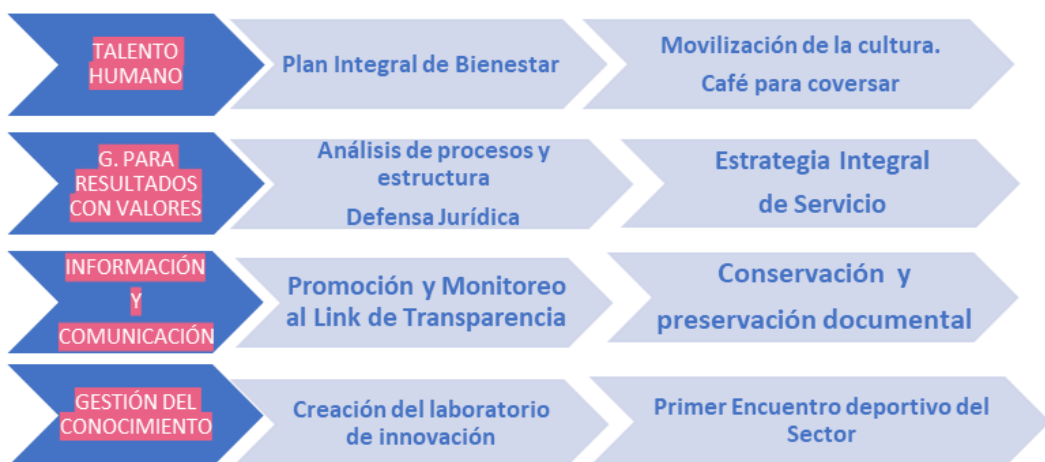 TALENTO
HUMANO
Plan Integral de Bienestar
Movilización de la cultura.
Café para coversar
G. PARA
RESULTADOS
CON VALORES
Análisis de procesos y
estructura
Defensa Jurídica
Estrategia Integral
de Servicio
INFORMACIÓN
Y
COMUNICACIÓN
Promoción y Monitoreo
al Link de Transparencia
Conservación y
preservación documental
GESTIÓN DEL
CONOCIMIENTO
Creación del laboratorio
de innovación
Primer Encuentro deportivo del
Sector